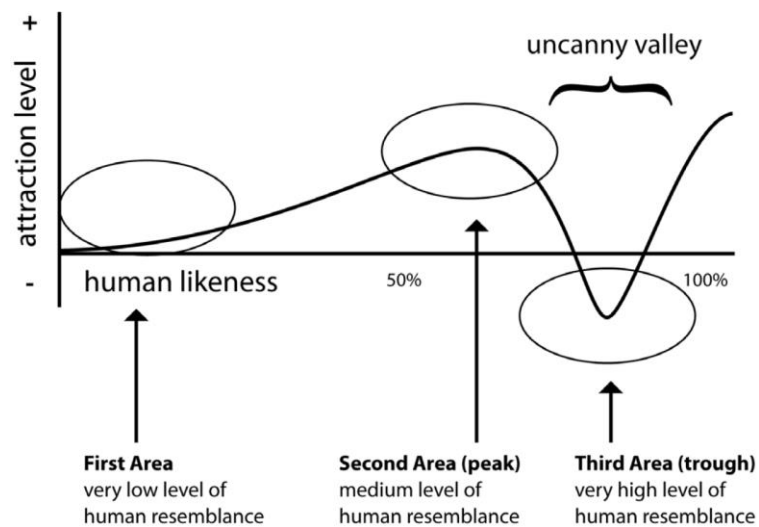 +
uncanny valley
attraction level
-
human likeness
50%
100%
First Area
very low level of
human resemblance
Second Area (peak)
medium level of
human resemblance
Third Area (trough)
very high level of
human resemblance